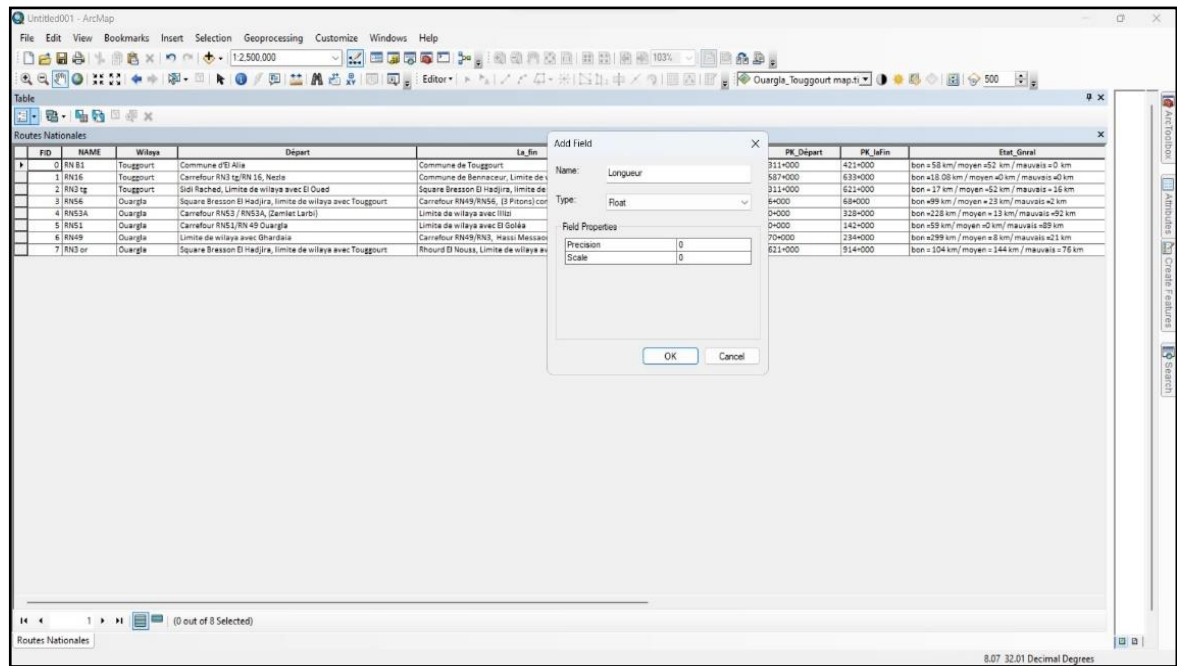 Untitled001 - ArcMap
File Edit View Bookmarks Insert Selection Geoprocessing Customize Windows Help
1:2,500,000 103%
Editor Ouargla_Touggourt map.ti 500
Table
Routes Nationales
FID NAME Wilaya Départ La_fin PK_Départ PK_laFin Etat_Gnral
0 RN B1 Touggourt Commune d'El Alia Commune de Touggourt 311+000 421+000 bon = 58 km/ moyen =52 km / mauvais = 0 km
1 RN16 Touggourt Carrefour RN3 tg/RN 16, Nezla Commune de Bennaceur, Limite de 587+000 633+000 bon =18.08 km / moyen =0 km / mauvais =0 km
2 RN3 tg Touggourt Sidi Rached, Limite de wilaya avec El Oued Square Bresson El Hadjira, limite de 311+000 621+000 bon = 17 km / moyen =52 km / mauvais = 16 km
3 RN56 Ouargla Square Bresson El Hadjira, limite de wilaya avec Touggourt Carrefour RN49/RN56, (3 Pitons) 6+000 68+000 bon =99 km / moyen = 23 km / mauvais =2 km
4 RN53A Ouargla Carrefour RN53 / RN53A, (Zemlet Larbi) Limite de wilaya avec Illizi 0+000 328+000 bon =228 km / moyen = 13 km/ mauvais =92 km
5 RN51 Ouargla Carrefour RN51/RN 49 Ouargla Limite de wilaya avec El Goléa 0+000 142+000 bon =59 km/ moyen =0 km/ mauvais =89 km
6 RN49 Ouargla Limite de wilaya avec Ghardaia Carrefour RN49/RN3, Hassi 70+000 234+000 bon =299 km / moyen = 8 km/ mauvais =21 km
7 RN3 or Ouargla Square Bresson El Hadjira, limite de wilaya avec Touggourt Rhourd El Nouss, Limite de wilaya 621+000 914+000 bon = 104 km/ moyen = 144 km / mauvais = 76 km
Add Field
Name: Longueur
Type: Float
Field Properties
Precision 0
Scale 0
OK Cancel
ArcToolbox
Attributes
Create Features
Search
1 (0 out of 8 Selected)
Routes Nationales
8.07 32.01 Decimal Degrees